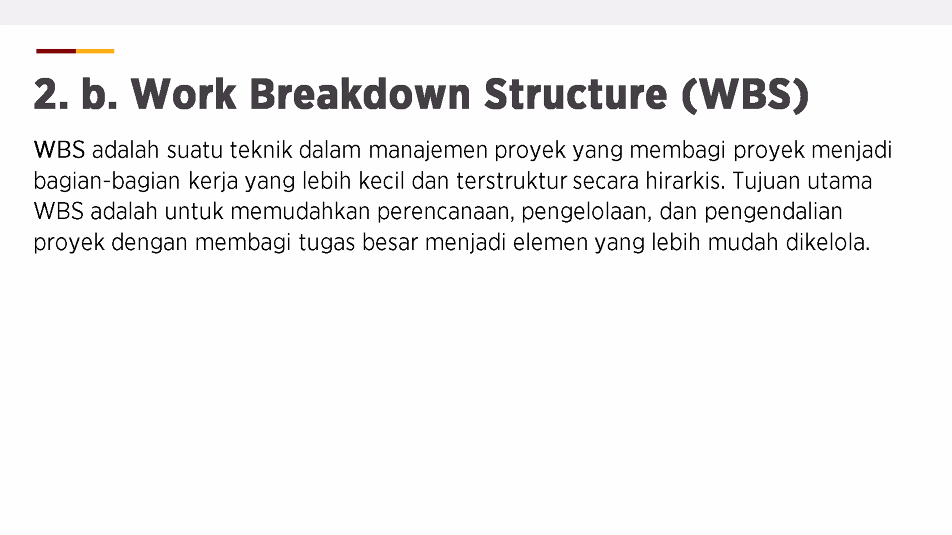 2. b. Work Breakdown Structure (WBS)
WBS adalah suatu teknik dalam manajemen proyek yang membagi proyek menjadi
bagian-bagian kerja yang lebih kecil dan terstruktur secara hirarkis. Tujuan utama
WBS adalah untuk memudahkan perencanaan, pengelolaan, dan pengendalian
proyek dengan membagi tugas besar menjadi elemen yang lebih mudah dikelola.